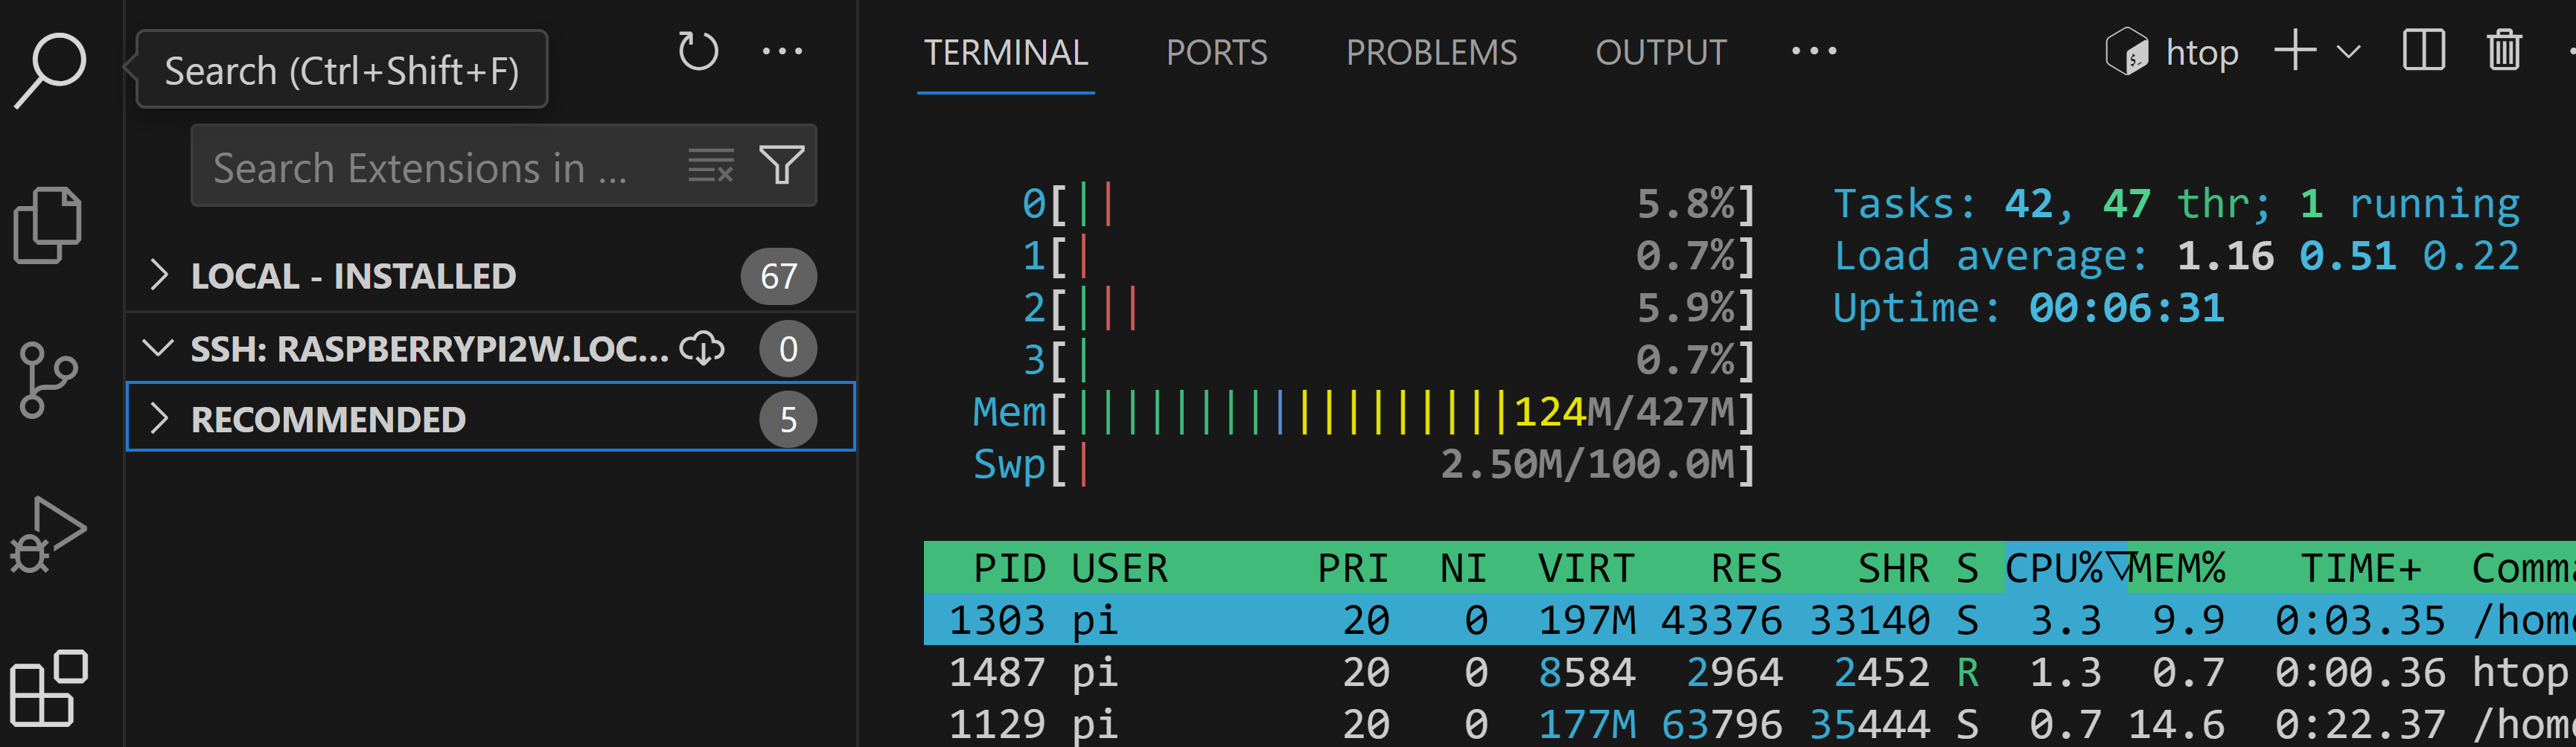 Search (Ctrl+Shift+F)
Search Extensions in ...
LOCAL - INSTALLED 67
SSH: RASPBERRYPI2W.LOC... 0
RECOMMENDED 5
TERMINAL PORTS PROBLEMS OUTPUT ... htop
0[|| 5.8%] Tasks: 42, 47 thr; 1 running
1[| 0.7%] Load average: 1.16 0.51 0.22
2[||| 5.9%] Uptime: 00:06:31
3[| 0.7%]
Mem[||||||||||||||||||124M/427M]
Swp[| 2.50M/100.0M]
PID USER PRI NI VIRT RES SHR S CPU%▽MEM% TIME+ Comma
1303 pi 20 0 197M 43376 33140 S 3.3 9.9 0:03.35 /home
1487 pi 20 0 8584 2964 2452 R 1.3 0.7 0:00.36 htop
1129 pi 20 0 177M 63796 35444 S 0.7 14.6 0:22.37 /home